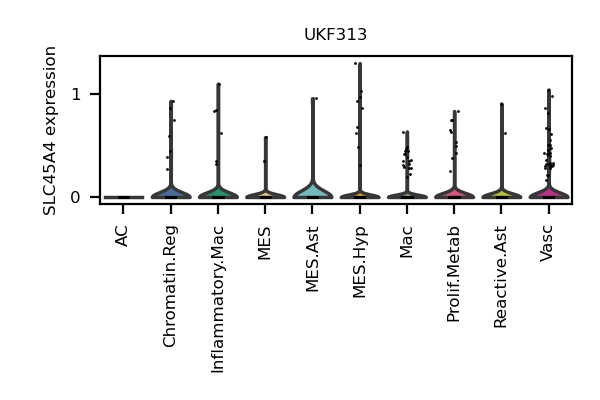 UKF313
SLC45A4 expression
1
0
AC
Chromatin.Reg
Inflammatory.Mac
MES
MES.Ast
MES.Hyp
Mac
Prolif.Metab
Reactive.Ast
Vasc